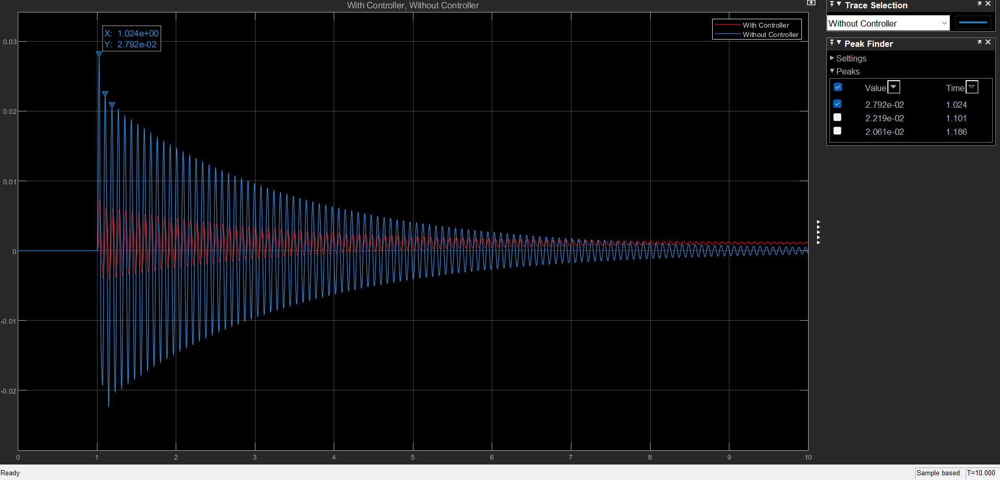 With Controller, Without Controller
X: 1.024e+00
Y: 2.792e-02
With Controller
Without Controller
0.03
0.02
0.01
0
-0.01
-0.02
0 1 2 3 4 5 6 7 8 9 10
Trace Selection
Without Controller
Peak Finder
Settings
Peaks
Value Time
2.792e-02 1.024
2.219e-02 1.101
2.061e-02 1.186
Ready
Sample based T=10.000